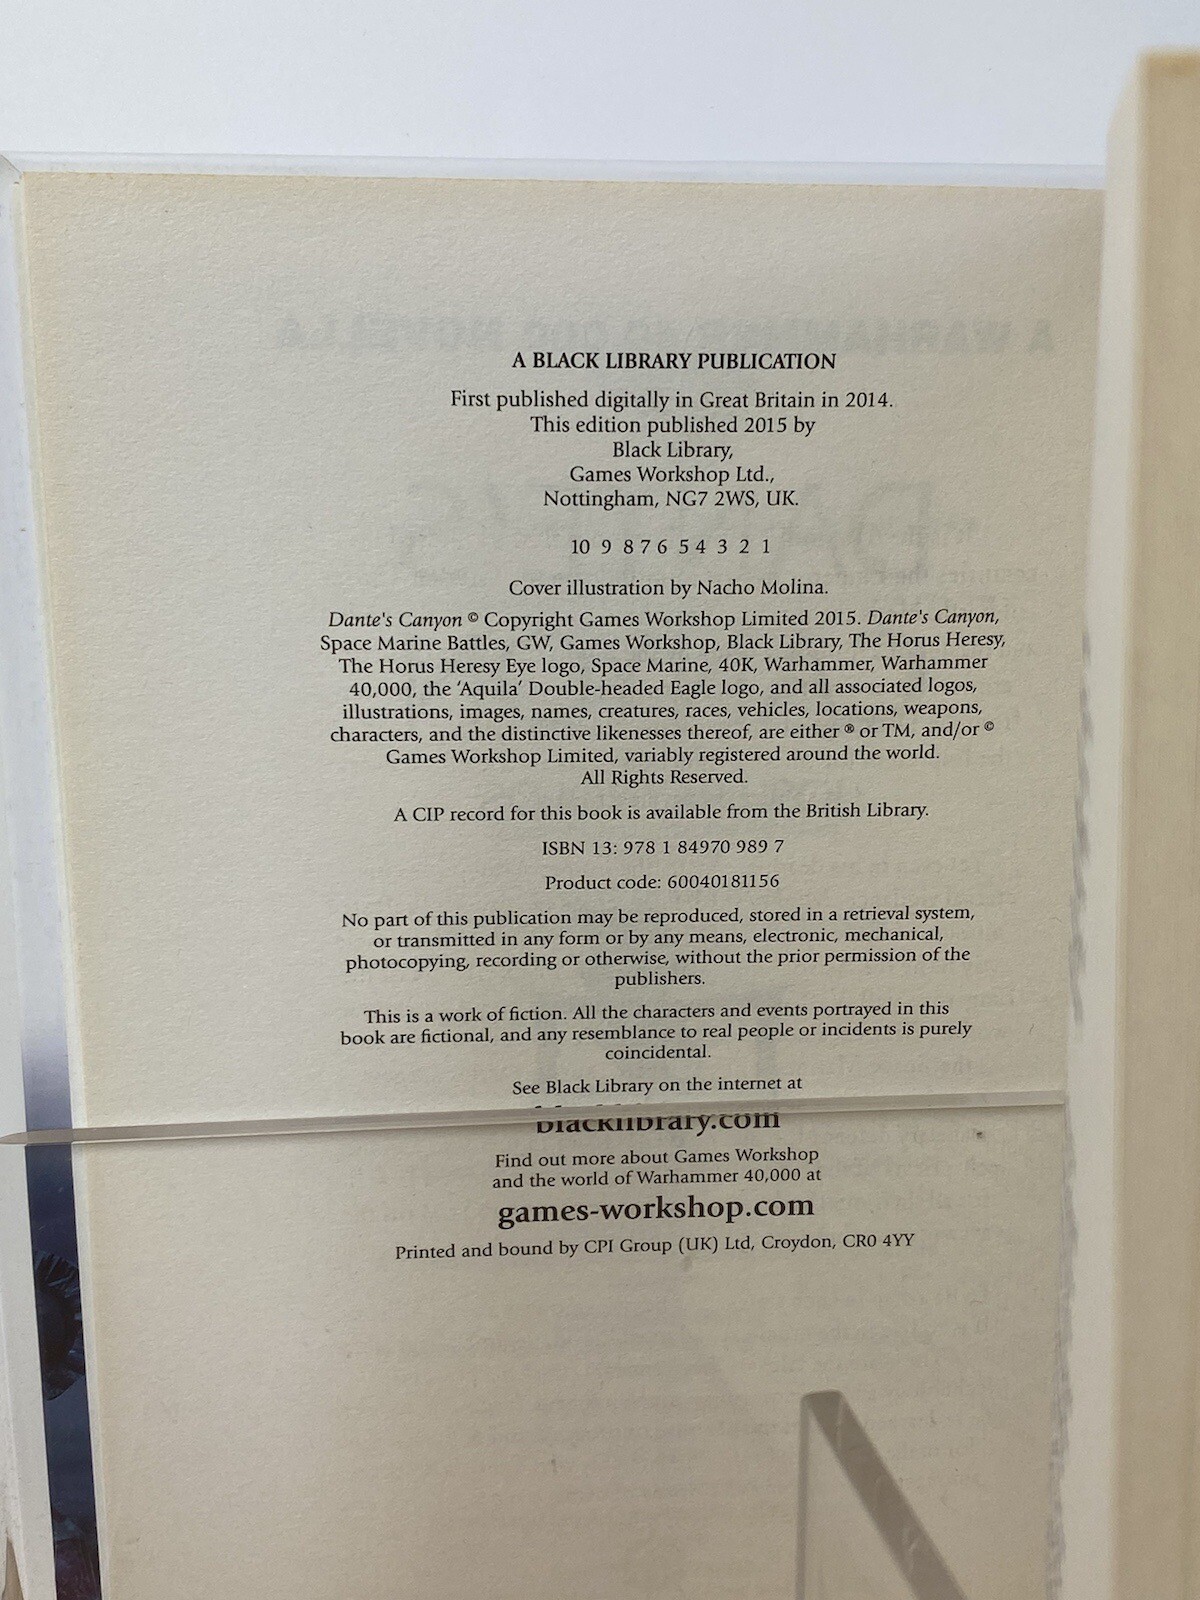 A BLACK LIBRARY PUBLICATION
First published digitally in Great Britain in 2014.
This edition published 2015 by
Black Library,
Games Workshop Ltd.,
Nottingham, NG7 2WS, UK.
10 9 8 7 6 5 4 3 2 1
Cover illustration by Nacho Molina.
Dante's Canyon © Copyright Games Workshop Limited 2015. Dante's Canyon,
Space Marine Battles, GW, Games Workshop, Black Library, The Horus Heresy,
The Horus Heresy Eye logo, Space Marine, 40K, Warhammer, Warhammer
40,000, the ‘Aquila’ Double-headed Eagle logo, and all associated logos,
illustrations, images, names, creatures, races, vehicles, locations, weapons,
characters, and the distinctive likenesses thereof, are either ® or TM, and/or ©
Games Workshop Limited, variably registered around the world.
All Rights Reserved.
A CIP record for this book is available from the British Library.
ISBN 13: 978 1 84970 989 7
Product code: 60040181156
No part of this publication may be reproduced, stored in a retrieval system,
or transmitted in any form or by any means, electronic, mechanical,
photocopying, recording or otherwise, without the prior permission of the
publishers.
This is a work of fiction. All the characters and events portrayed in this
book are fictional, and any resemblance to real people or incidents is purely
coincidental.
See Black Library on the internet at
blacklibrary.com
Find out more about Games Workshop
and the world of Warhammer 40,000 at
games-workshop.com
Printed and bound by CPI Group (UK) Ltd, Croydon, CR0 4YY